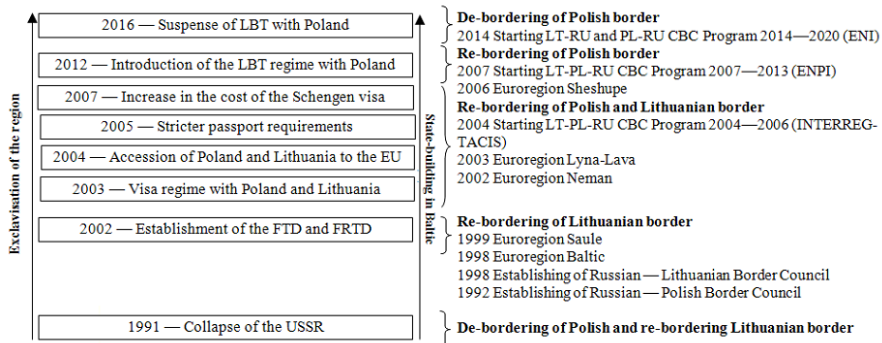 Exclavisation of the region
2016 — Suspense of LBT with Poland
2012 — Introduction of the LBT regime with Poland
2007 — Increase in the cost of the Schengen visa
2005 — Stricter passport requirements
2004 — Accession of Poland and Lithuania to the EU
2003 — Visa regime with Poland and Lithuania
2002 — Establishment of the FTD and FRTD
1991 — Collapse of the USSR
State-building in Baltic
De-bordering of Polish border
2014 Starting LT-RU and PL-RU CBC Program 2014—2020 (ENI)
Re-bordering of Polish border
2007 Starting LT-PL-RU CBC Program 2007—2013 (ENPI)
2006 Euroregion Sheshupe
Re-bordering of Polish and Lithuanian border
2004 Starting LT-PL-RU CBC Program 2004—2006 (INTERREG-
TACIS)
2003 Euroregion Lyna-Lava
2002 Euroregion Neman
Re-bordering of Lithuanian border
1999 Euroregion Saule
1998 Euroregion Baltic
1998 Establishing of Russian — Lithuanian Border Council
1992 Establishing of Russian — Polish Border Council
De-bordering of Polish and re-bordering Lithuanian border